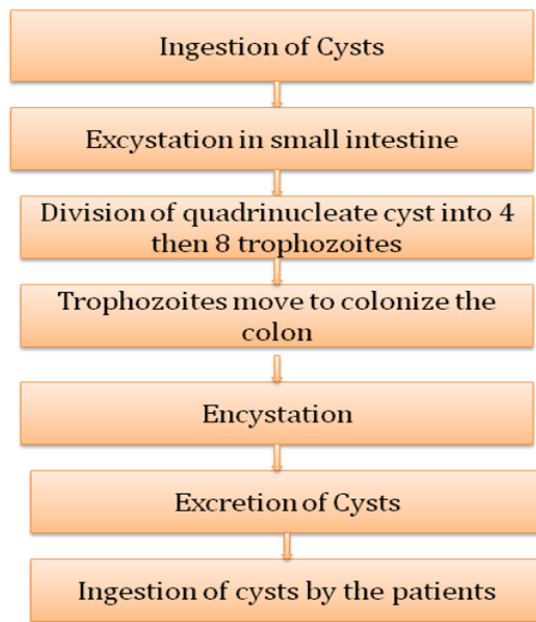 Ingestion of Cysts
Excystation in small intestine
Division of quadrinucleate cyst into 4
then 8 trophozoites
Trophozoites move to colonize the
colon
Encystation
Excretion of Cysts
Ingestion of cysts by the patients